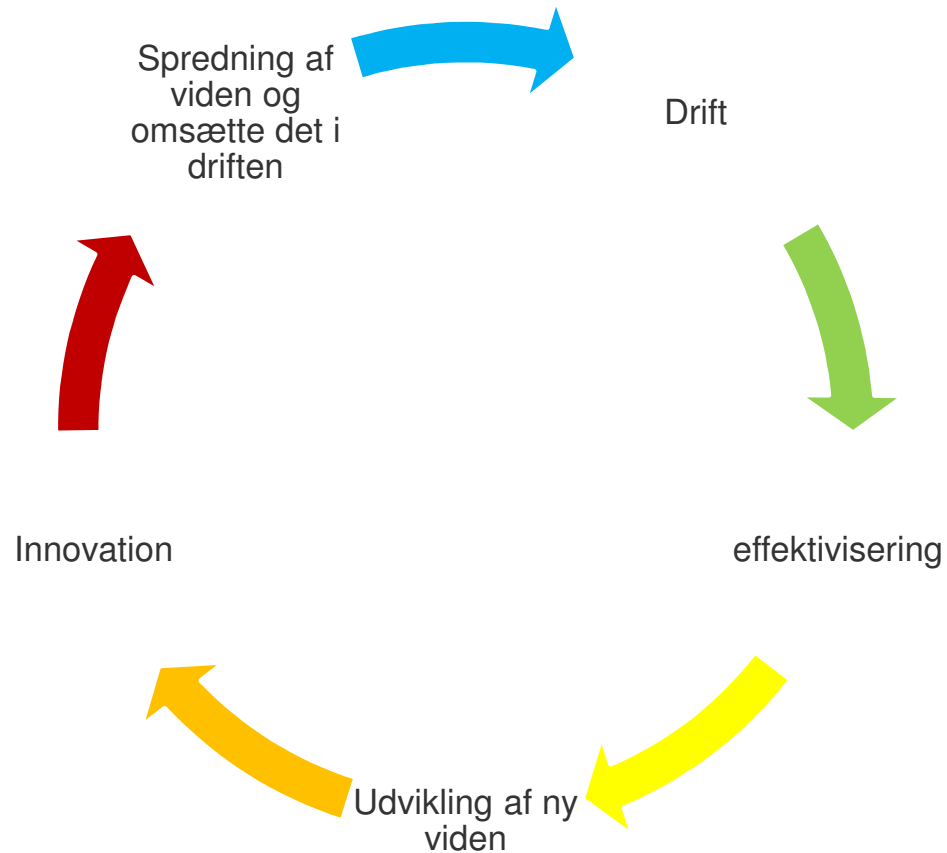 Spredning af
viden og
omsætte det i
driften
Drift
effektivisering
Udvikling af ny
viden
Innovation